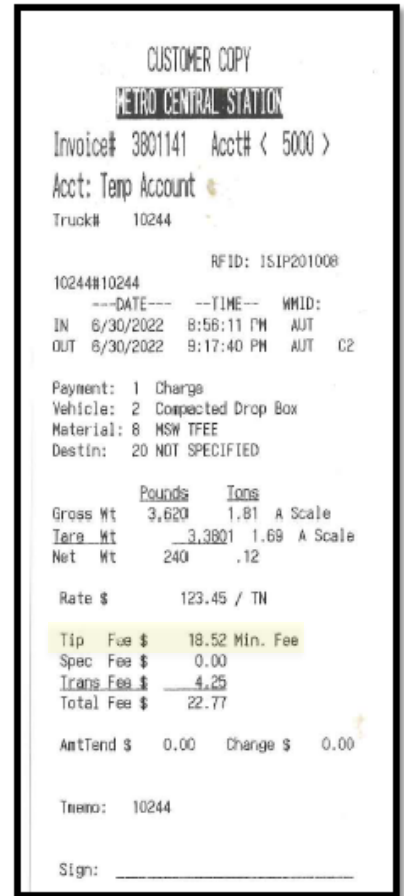 CUSTOMER COPY
METRO CENTRAL STATION
Invoice# 3801141 Acct# < 5000 >
Acct: Temp Account
Truck# 10244
RFID: ISIP201008
10244#10244
---DATE--- --TIME-- WMID:
IN 6/30/2022 8:56:11 PM AUT
OUT 6/30/2022 9:17:40 PM AUT C2
Payment: 1 Charge
Vehicle: 2 Compacted Drop Box
Material: 8 MSW TFEE
Destin: 20 NOT SPECIFIED
Pounds Tons
Gross Wt 3,620 1.81 A Scale
Tare Wt 3,3801 1.69 A Scale
Net Wt 240 .12
Rate $ 123.45 / TN
Tip Fee $ 18.52 Min. Fee
Spec Fee $ 0.00
Trans Fee $ 4.25
Total Fee $ 22.77
AmtTend $ 0.00 Change $ 0.00
Tmemo: 10244
Sign: